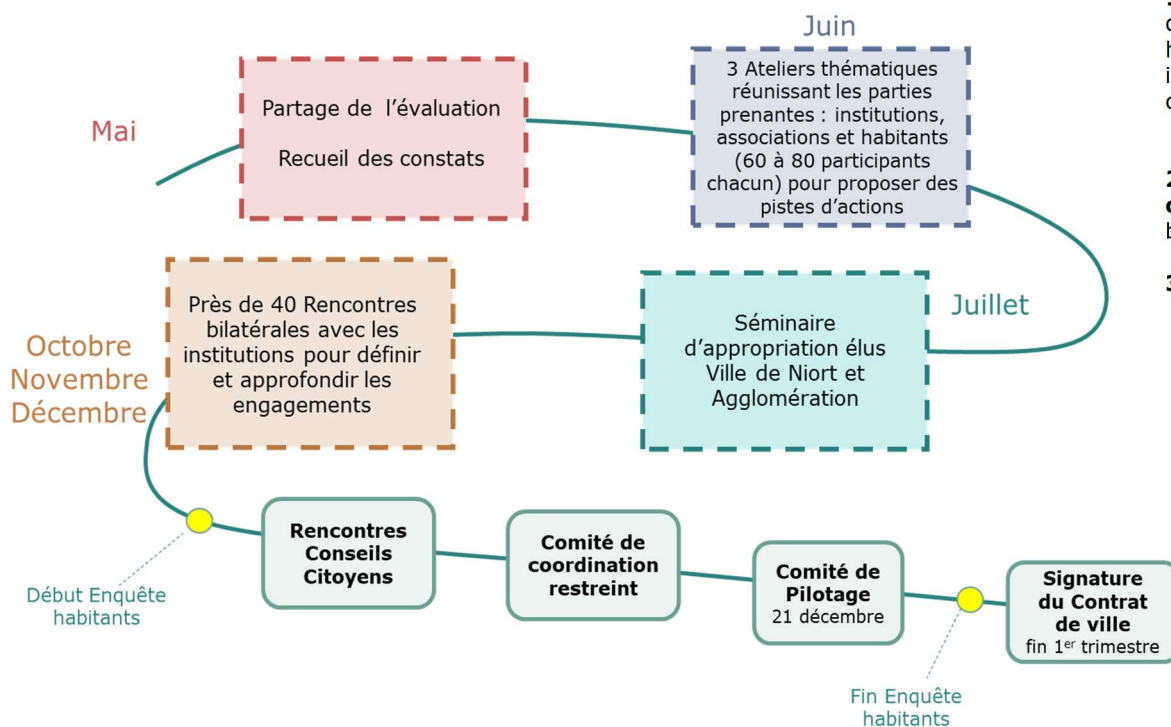 Juin
Mai
Partage de l’évaluation
Recueil des constats
3 Ateliers thématiques
réunissant les parties
prenantes : institutions,
associations et habitants
(60 à 80 participants
chacun) pour proposer des
pistes d’actions
Juillet
Séminaire
d’appropriation élus
Ville de Niort et
Agglomération
Octobre
Novembre
Décembre
Près de 40 Rencontres
bilatérales avec les
institutions pour définir
et approfondir les
engagements
Début Enquête
habitants
Rencontres
Conseils
Citoyens
Comité de
coordination
restreint
Comité de
Pilotage
21 décembre
Fin Enquête
habitants
Signature
du Contrat
de ville
fin 1er trimestre
2
3